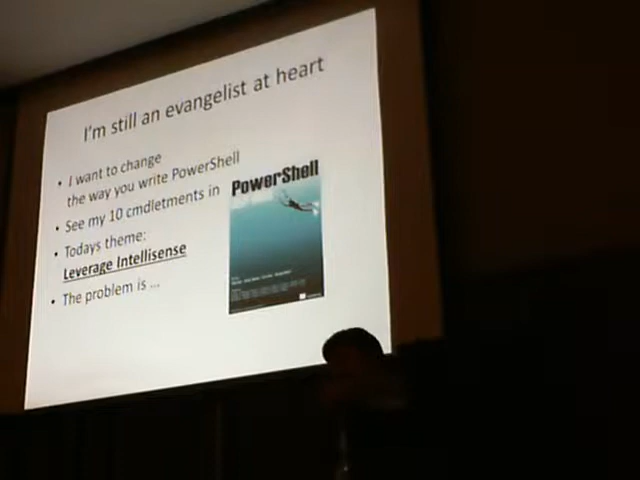 I'm still an evangelist at heart
• I want to change
the way you write PowerShell
• See my 10 cmdletments in
• Todays theme:
Leverage Intellisense
• The problem is ...
PowerShell